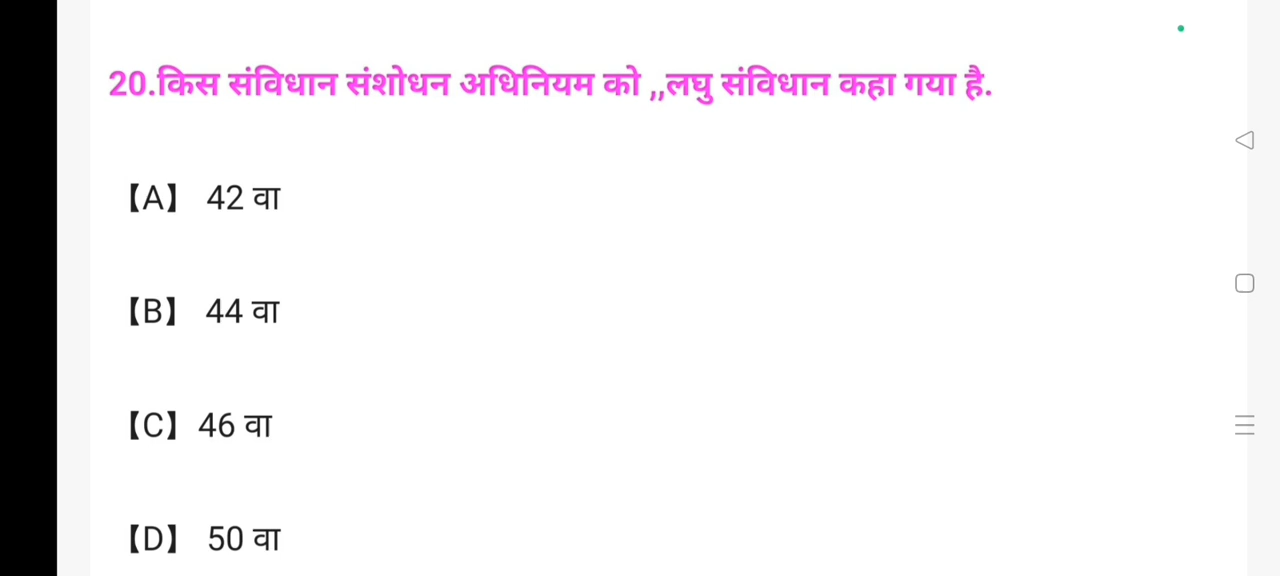 20.किस संविधान संशोधन अधिनियम को ,,लघु संविधान कहा गया है.
【A】 42 वा
【B】 44 वा
【C】 46 वा
【D】 50 वा